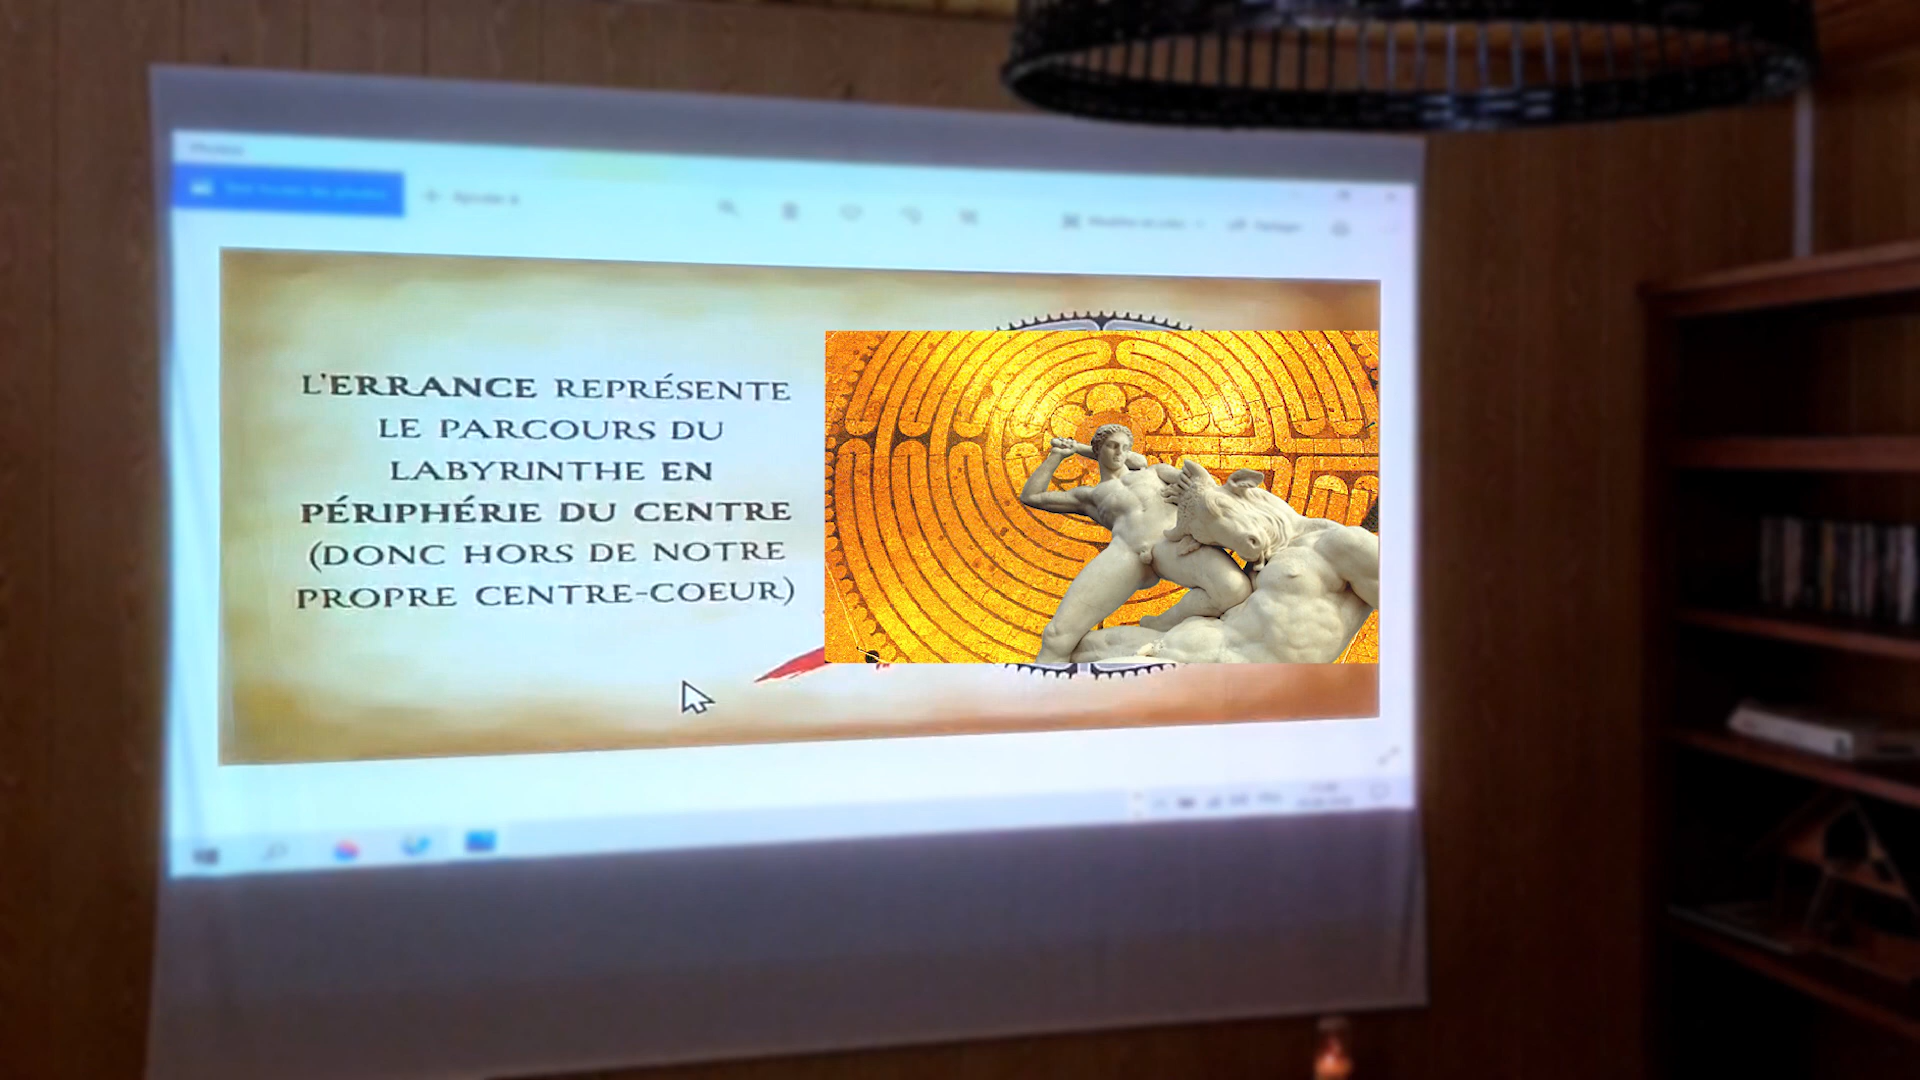 L'ERRANCE REPRÉSENTE
LE PARCOURS DU
LABYRINTHE EN
PÉRIPHÉRIE DU CENTRE
(DONC HORS DE NOTRE
PROPRE CENTRE-COEUR)